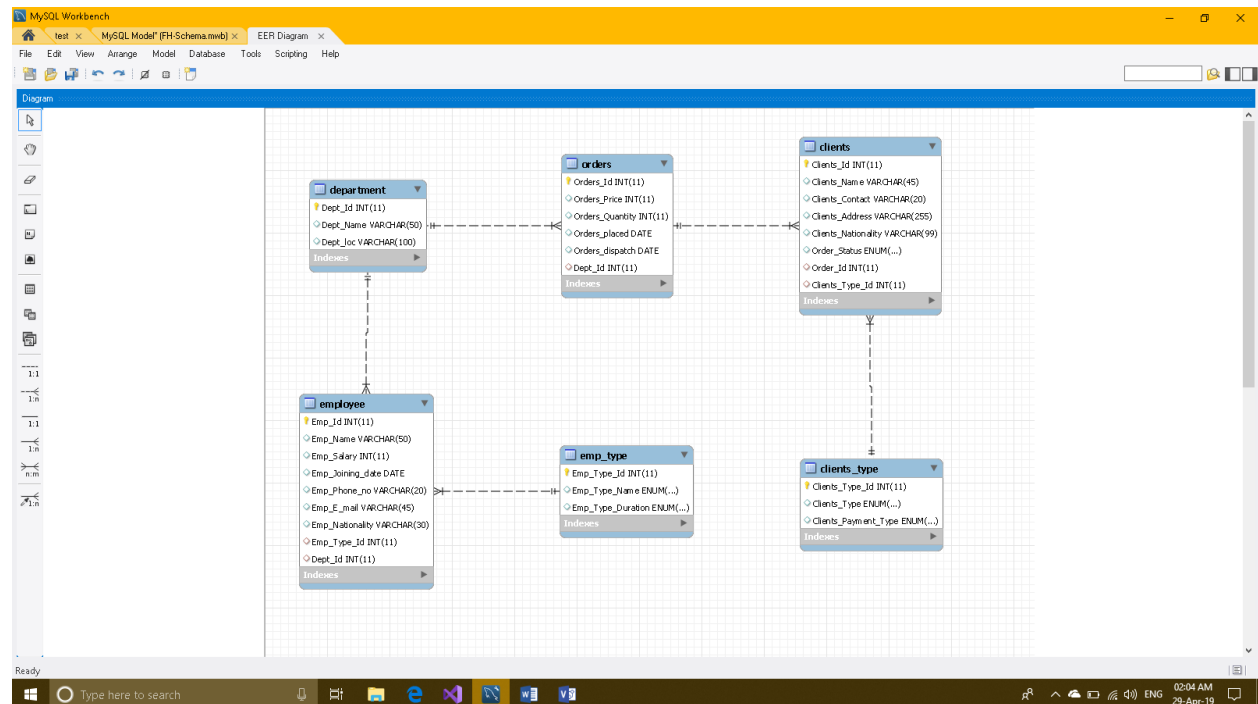 MySQL Workbench
test ×
MySQL Model* (FH-Schema.mwb) ×
EER Diagram ×
File Edit View Arrange Model Database Tools Scripting Help
Diagram
1:1
1:n
1:1
1:n
n:m
1:n
department
Dept_Id INT(11)
Dept_Name VARCHAR(50)
Dept_loc VARCHAR(100)
Indexes
orders
Orders_Id INT(11)
Orders_Price INT(11)
Orders_Quantity INT(11)
Orders_placed DATE
Orders_dispatch DATE
Dept_Id INT(11)
Indexes
clients
Clients_Id INT(11)
Clients_Name VARCHAR(45)
Clients_Contact VARCHAR(20)
Clients_Address VARCHAR(255)
Clients_Nationality VARCHAR(99)
Order_Status ENUM(...)
Order_Id INT(11)
Clients_Type_Id INT(11)
Indexes
employee
Emp_Id INT(11)
Emp_Name VARCHAR(50)
Emp_Salary INT(11)
Emp_Joining_date DATE
Emp_Phone_no VARCHAR(20)
Emp_E_mail VARCHAR(45)
Emp_Nationality VARCHAR(30)
Emp_Type_Id INT(11)
Dept_Id INT(11)
Indexes
emp_type
Emp_Type_Id INT(11)
Emp_Type_Name ENUM(...)
Emp_Type_Duration ENUM(...)
Indexes
clients_type
Clients_Type_Id INT(11)
Clients_Type ENUM(...)
Clients_Payment_Type ENUM(...)
Indexes
Ready
Type here to search
ENG
02:04 AM
29-Apr-19